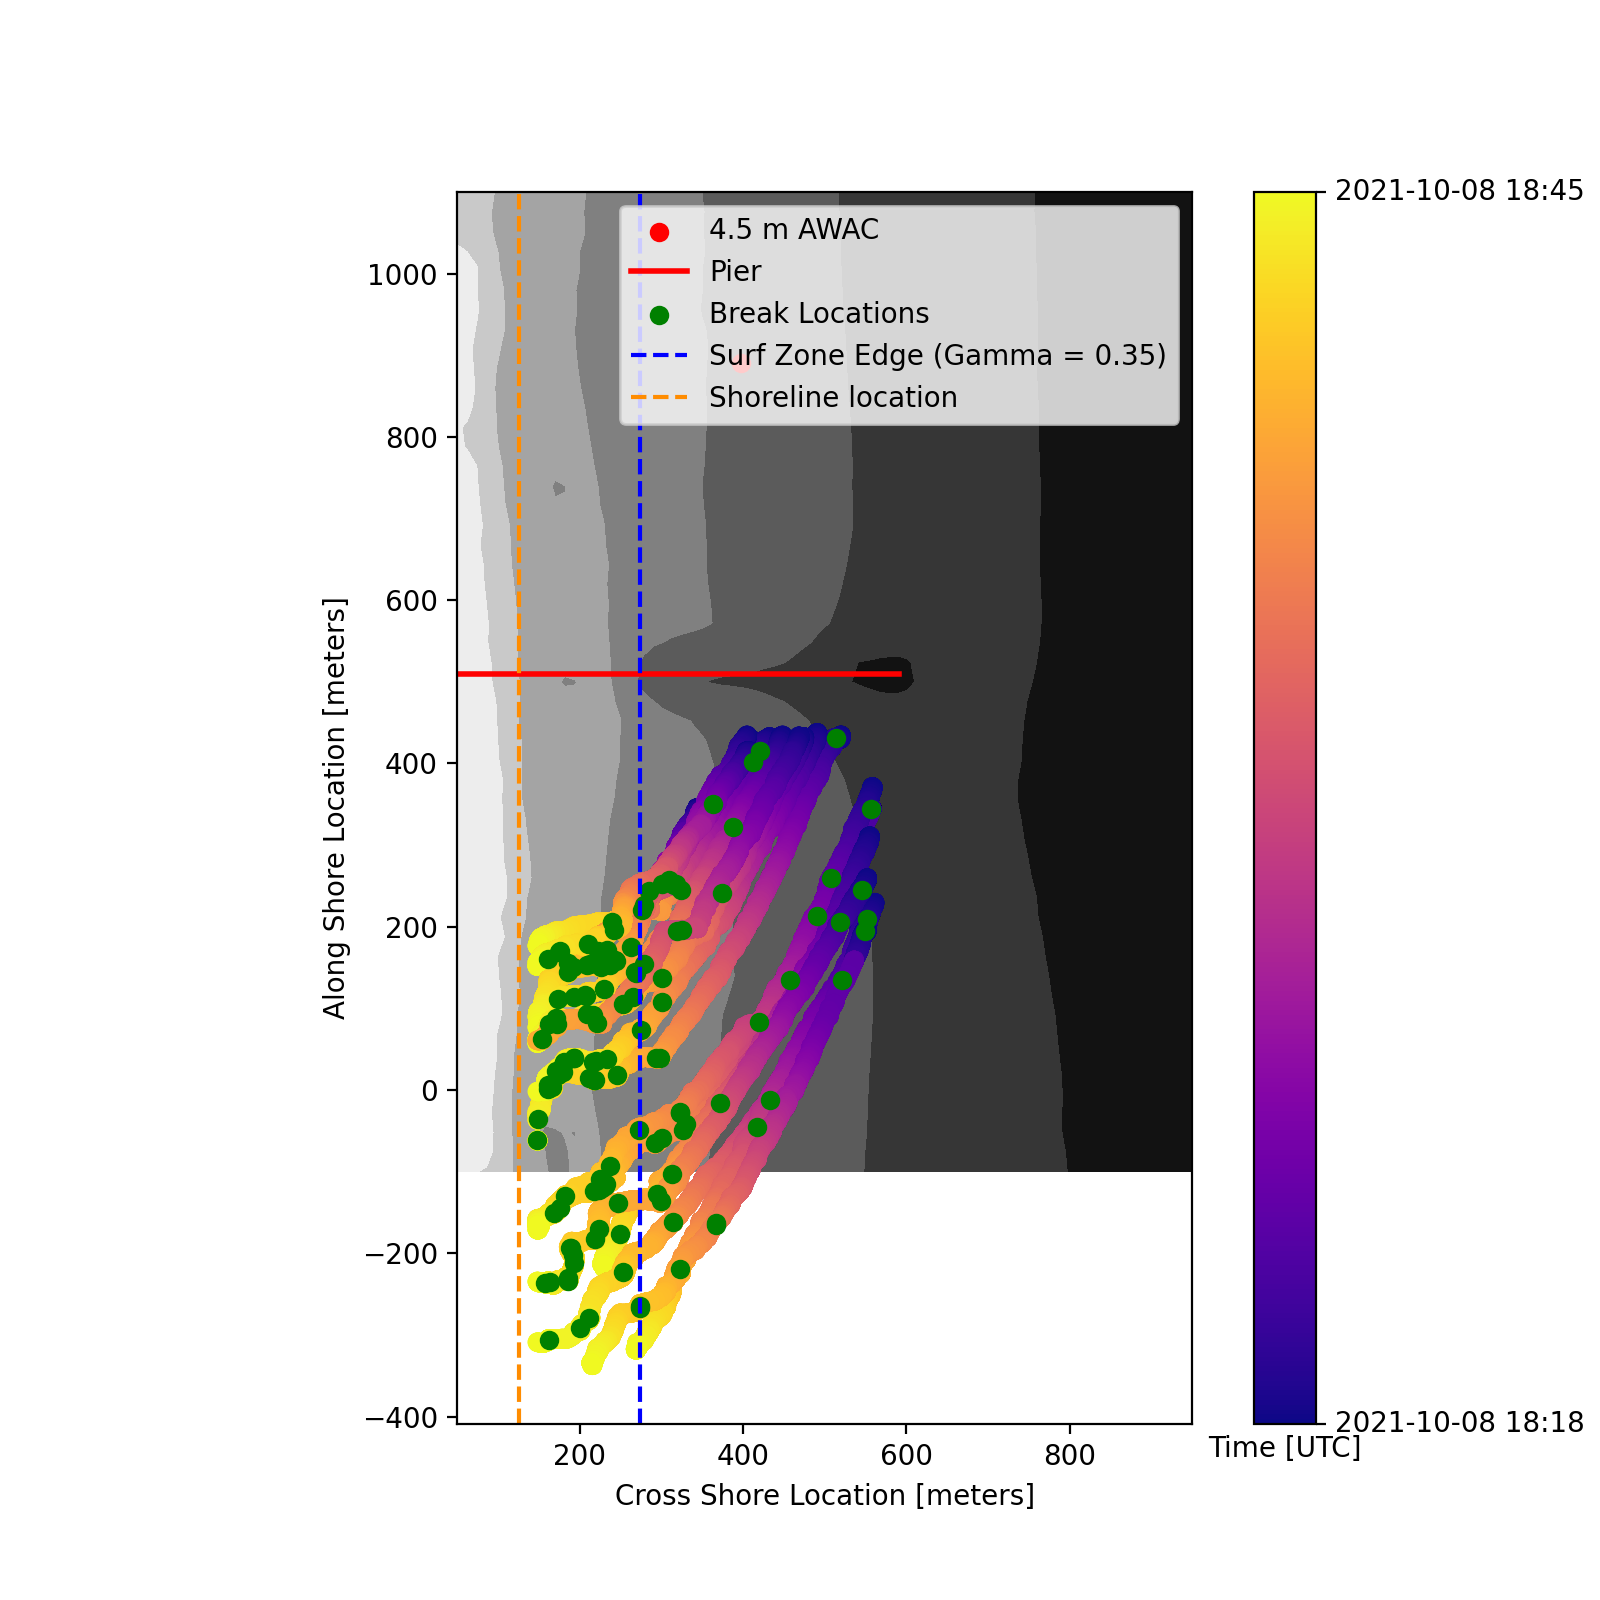 4.5 m AWAC
Pier
Break Locations
Surf Zone Edge (Gamma = 0.35)
Shoreline location
1000
800
600
400
200
0
−200
−400
Along Shore Location [meters]
200 400 600 800
Cross Shore Location [meters]
2021-10-08 18:45
2021-10-08 18:18
Time [UTC]